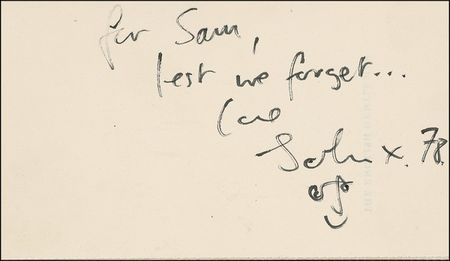 for Sam,
lest we forget...
love
John x. 78.